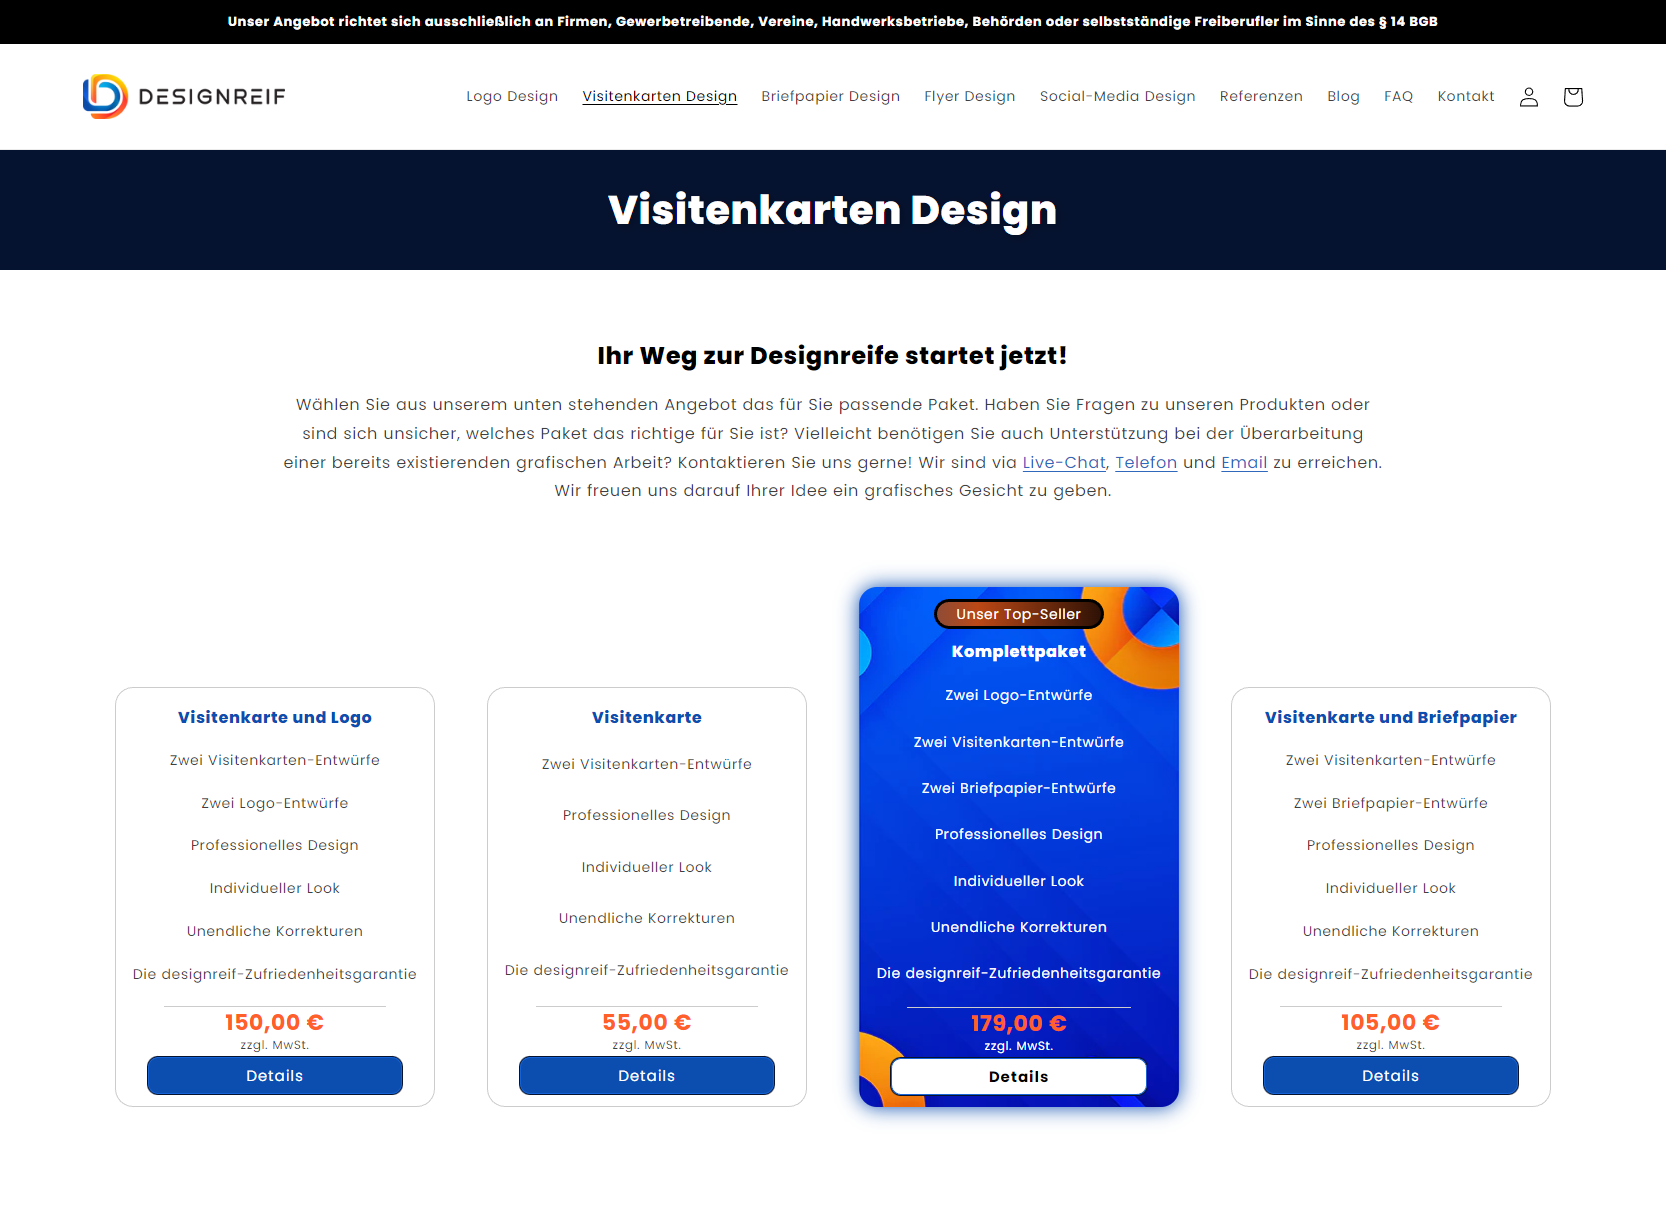 Unser Angebot richtet sich ausschließlich an Firmen, Gewerbetreibende, Vereine, Handwerksbetriebe, Behörden oder selbstständige Freiberufler im Sinne des § 14 BGB
DESIGNREIF
Logo Design Visitenkarten Design Briefpapier Design Flyer Design Social-Media Design Referenzen Blog FAQ Kontakt
Visitenkarten Design
Ihr Weg zur Designreife startet jetzt!
Wählen Sie aus unserem unten stehenden Angebot das für Sie passende Paket. Haben Sie Fragen zu unseren Produkten oder
sind sich unsicher, welches Paket das richtige für Sie ist? Vielleicht benötigen Sie auch Unterstützung bei der Überarbeitung
einer bereits existierenden grafischen Arbeit? Kontaktieren Sie uns gerne! Wir sind via Live-Chat, Telefon und Email zu erreichen.
Wir freuen uns darauf Ihrer Idee ein grafisches Gesicht zu geben.
Visitenkarte und Logo
Zwei Visitenkarten-Entwürfe
Zwei Logo-Entwürfe
Professionelles Design
Individueller Look
Unendliche Korrekturen
Die designreif-Zufriedenheitsgarantie
150,00 €
zzgl. MwSt.
Details
Visitenkarte
Zwei Visitenkarten-Entwürfe
Professionelles Design
Individueller Look
Unendliche Korrekturen
Die designreif-Zufriedenheitsgarantie
55,00 €
zzgl. MwSt.
Details
Unser Top-Seller
Komplettpaket
Zwei Logo-Entwürfe
Zwei Visitenkarten-Entwürfe
Zwei Briefpapier-Entwürfe
Professionelles Design
Individueller Look
Unendliche Korrekturen
Die designreif-Zufriedenheitsgarantie
179,00 €
zzgl. MwSt.
Details
Visitenkarte und Briefpapier
Zwei Visitenkarten-Entwürfe
Zwei Briefpapier-Entwürfe
Professionelles Design
Individueller Look
Unendliche Korrekturen
Die designreif-Zufriedenheitsgarantie
105,00 €
zzgl. MwSt.
Details